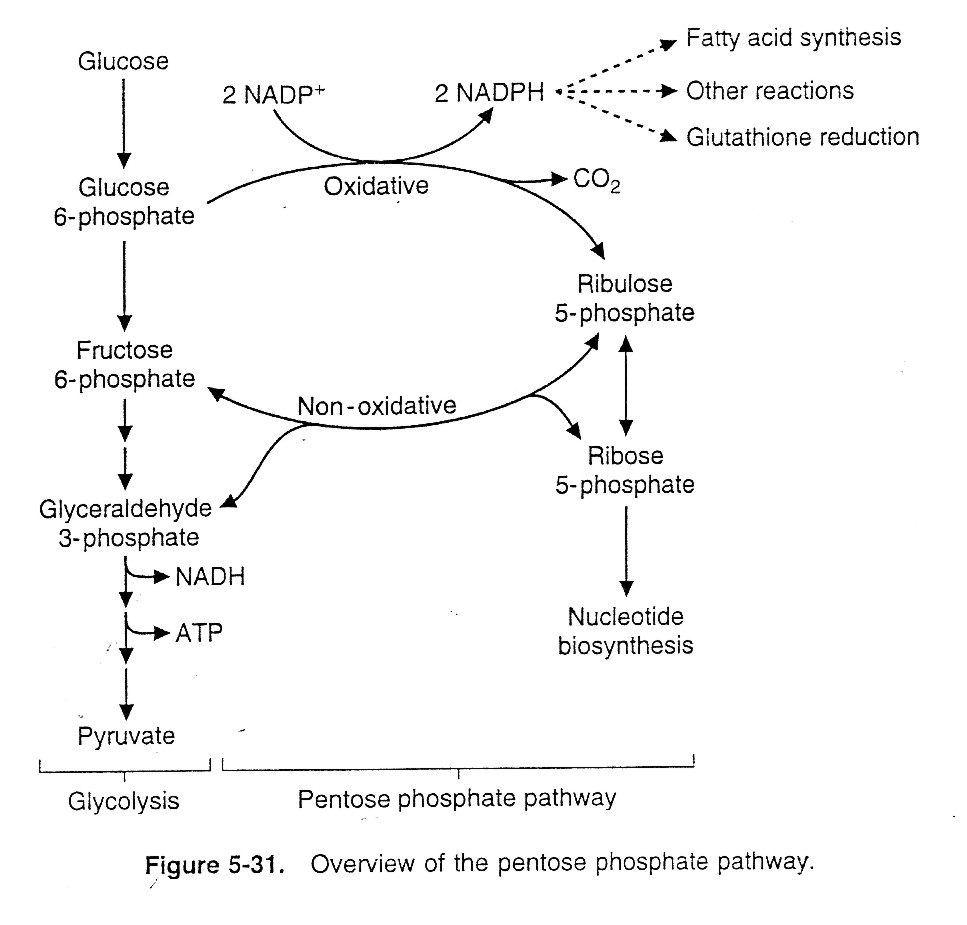 Glucose
2 NADP+
2 NADPH
Fatty acid synthesis
Other reactions
Glutathione reduction
Glucose
6-phosphate
Oxidative
CO2
Ribulose
5-phosphate
Fructose
6-phosphate
Non-oxidative
Ribose
5-phosphate
Glyceraldehyde
3-phosphate
NADH
ATP
Nucleotide
biosynthesis
Pyruvate
Glycolysis
Pentose phosphate pathway
Figure 5-31. Overview of the pentose phosphate pathway.